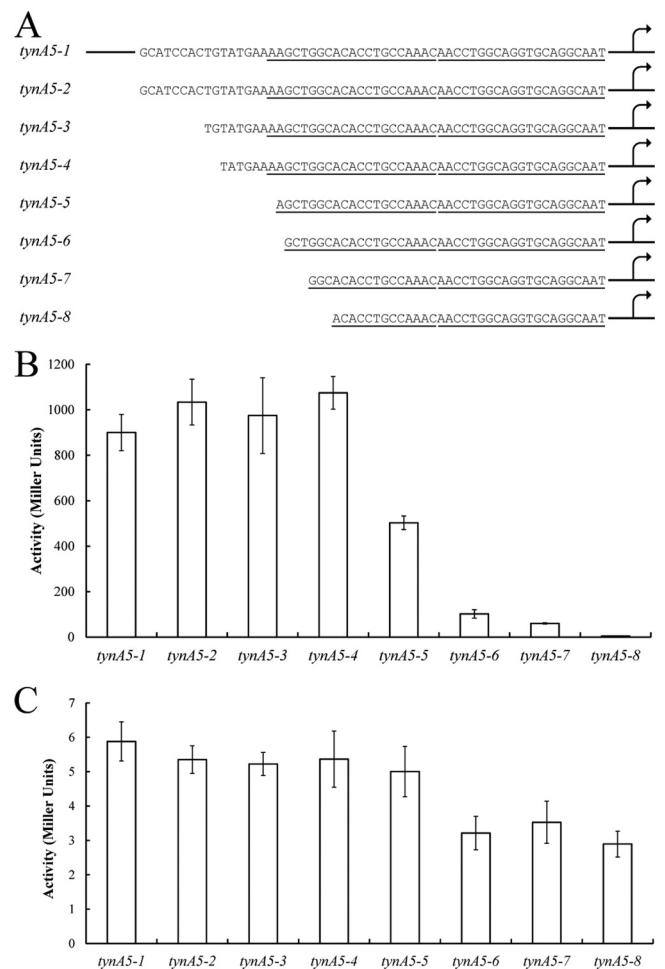 A
tynA5-1 GCATCCACTGTATGAAAAGCTGGCACACCTGCCAAACAACCTGGCAGGTGCAGGCAAT
tynA5-2 GCATCCACTGTATGAAAAGCTGGCACACCTGCCAAACAACCTGGCAGGTGCAGGCAAT
tynA5-3 TGTATGAAAAGCTGGCACACCTGCCAAACAACCTGGCAGGTGCAGGCAAT
tynA5-4 TATGAAAAGCTGGCACACCTGCCAAACAACCTGGCAGGTGCAGGCAAT
tynA5-5 AGCTGGCACACCTGCCAAACAACCTGGCAGGTGCAGGCAAT
tynA5-6 GCTGGCACACCTGCCAAACAACCTGGCAGGTGCAGGCAAT
tynA5-7 GGCACACCTGCCAAACAACCTGGCAGGTGCAGGCAAT
tynA5-8 ACACCTGCCAAACAACCTGGCAGGTGCAGGCAAT
B
Activity (Miller Units)
1200
1000
800
600
400
200
0
tynA5-1 tynA5-2 tynA5-3 tynA5-4 tynA5-5 tynA5-6 tynA5-7 tynA5-8
C
Activity (Miller Units)
7
6
5
4
3
2
1
0
tynA5-1 tynA5-2 tynA5-3 tynA5-4 tynA5-5 tynA5-6 tynA5-7 tynA5-8